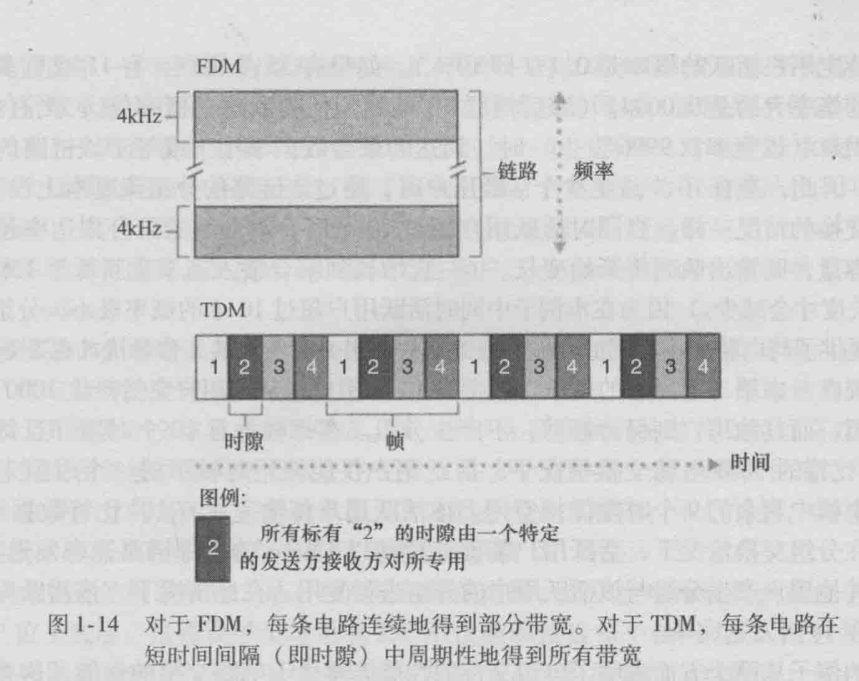 FDM
4kHz
链路
频率
4kHz
TDM
1 2 3 4 1 2 3 4 1 2 3 4 1 2 3 4
时隙
帧
时间
图例:
2
所有标有“2”的时隙由一个特定
的发送方接收方对所专用
图 1-14 对于 FDM，每条电路连续地得到部分带宽。对于 TDM，每条电路在
短时间间隔（即时隙）中周期性地得到所有带宽